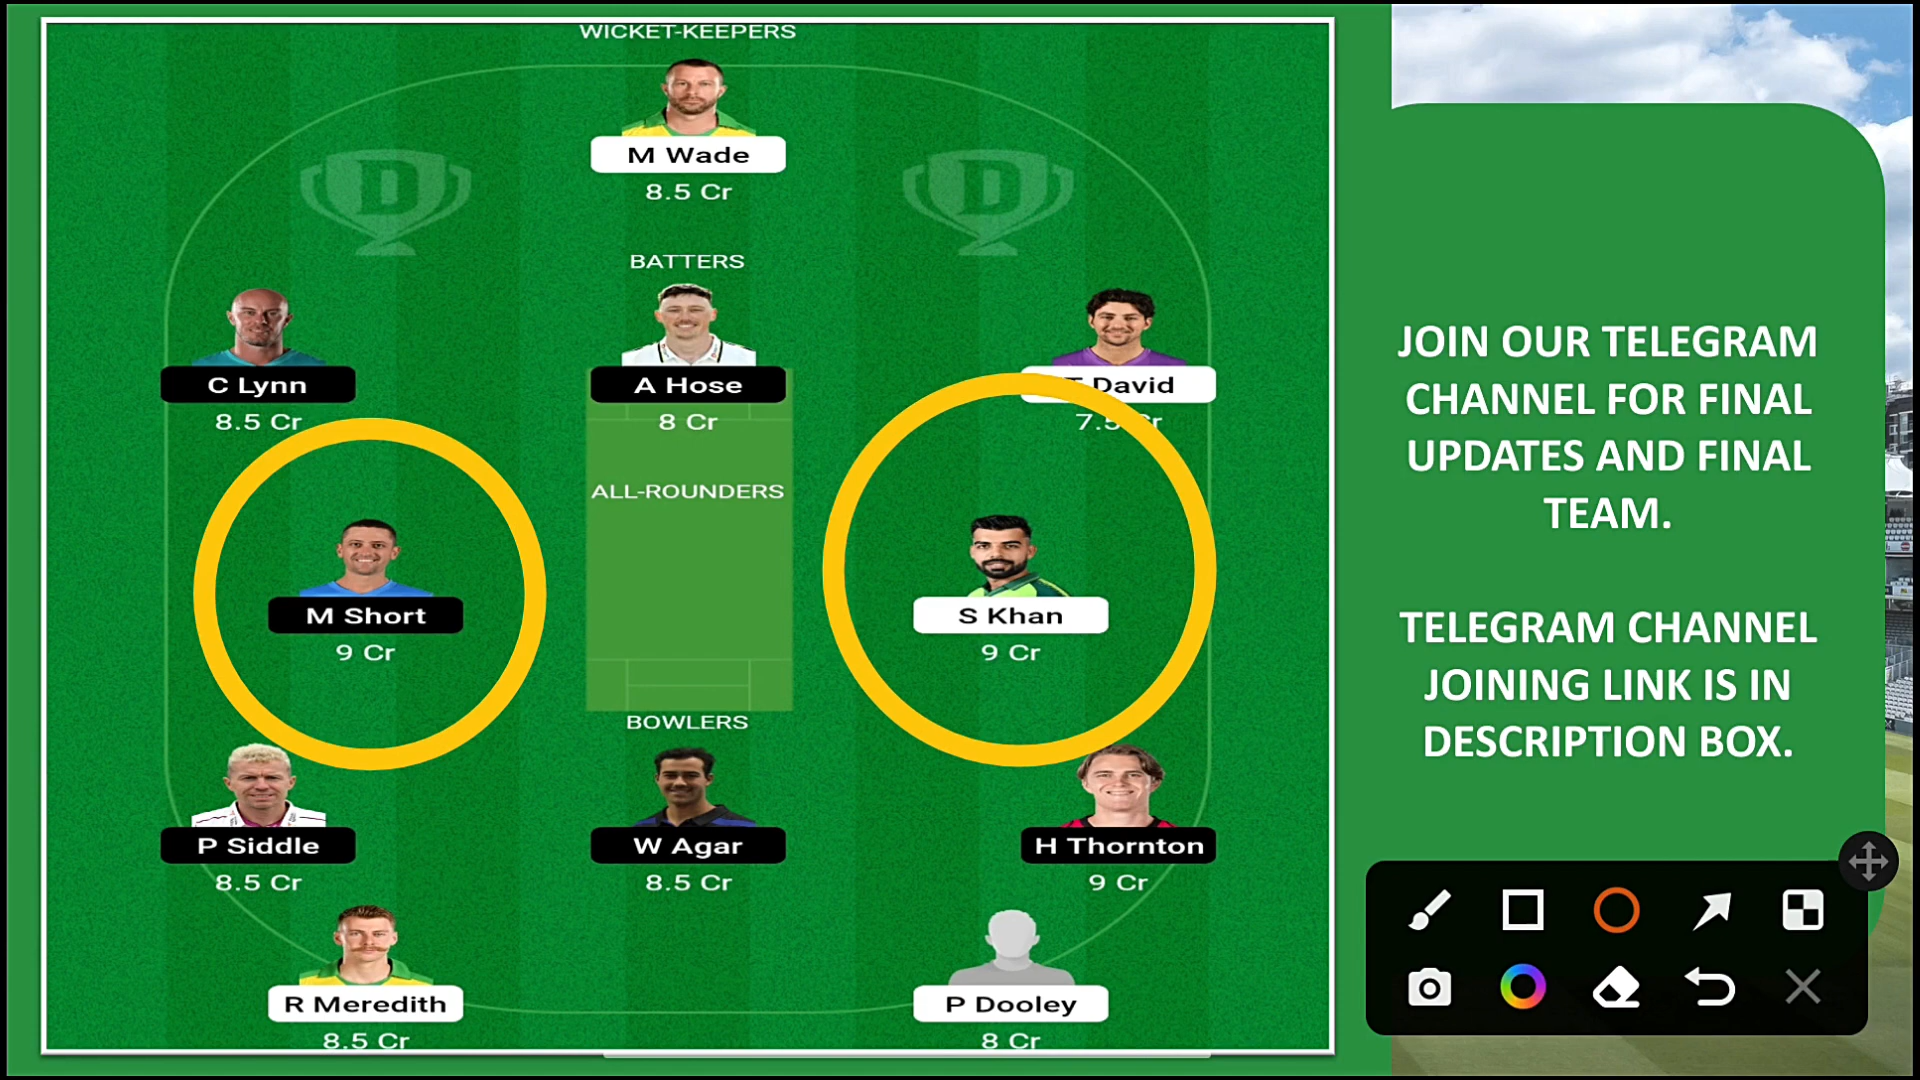 WICKET-KEEPERS
M Wade
8.5 Cr
BATTERS
C Lynn
8.5 Cr
A Hose
8 Cr
David
ALL-ROUNDERS
M Short
9 Cr
S Khan
9 Cr
BOWLERS
P Siddle
8.5 Cr
W Agar
8.5 Cr
H Thornton
9 Cr
R Meredith
8.5 Cr
P Dooley
8 Cr
JOIN OUR TELEGRAM
CHANNEL FOR FINAL
UPDATES AND FINAL
TEAM.
TELEGRAM CHANNEL
JOINING LINK IS IN
DESCRIPTION BOX.